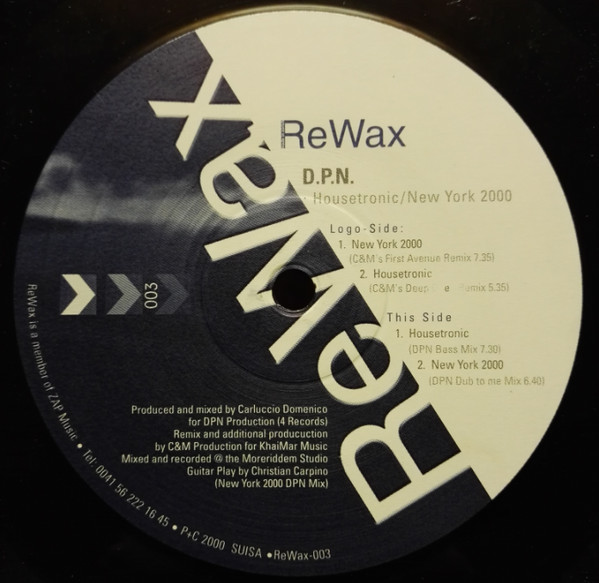 ReWax
ReWax
D.P.N.
Housetronic/New York 2000
Logo-Side:
1. New York 2000
(C&M's First Avenue Remix 7.35)
2. Housetronic
(C&M's Deep Remix 5.35)
This Side
1. Housetronic
(DPN Bass Mix 7.30)
2. New York 2000
(DPN Dub to me Mix 6.40)
003
Produced and mixed by Carluccio Domenico
for DPN Production (4 Records)
Remix and additional producuction
by C&M Production for KhaiMar Music
Mixed and recorded @ the Moreriddem Studio
Guitar Play by Christian Carpino
(New York 2000 DPN Mix)
ReWax is a member of ZAP Music • Tel: 0041 56 222 16 45 • P+C 2000 SUISA • ReWax-003